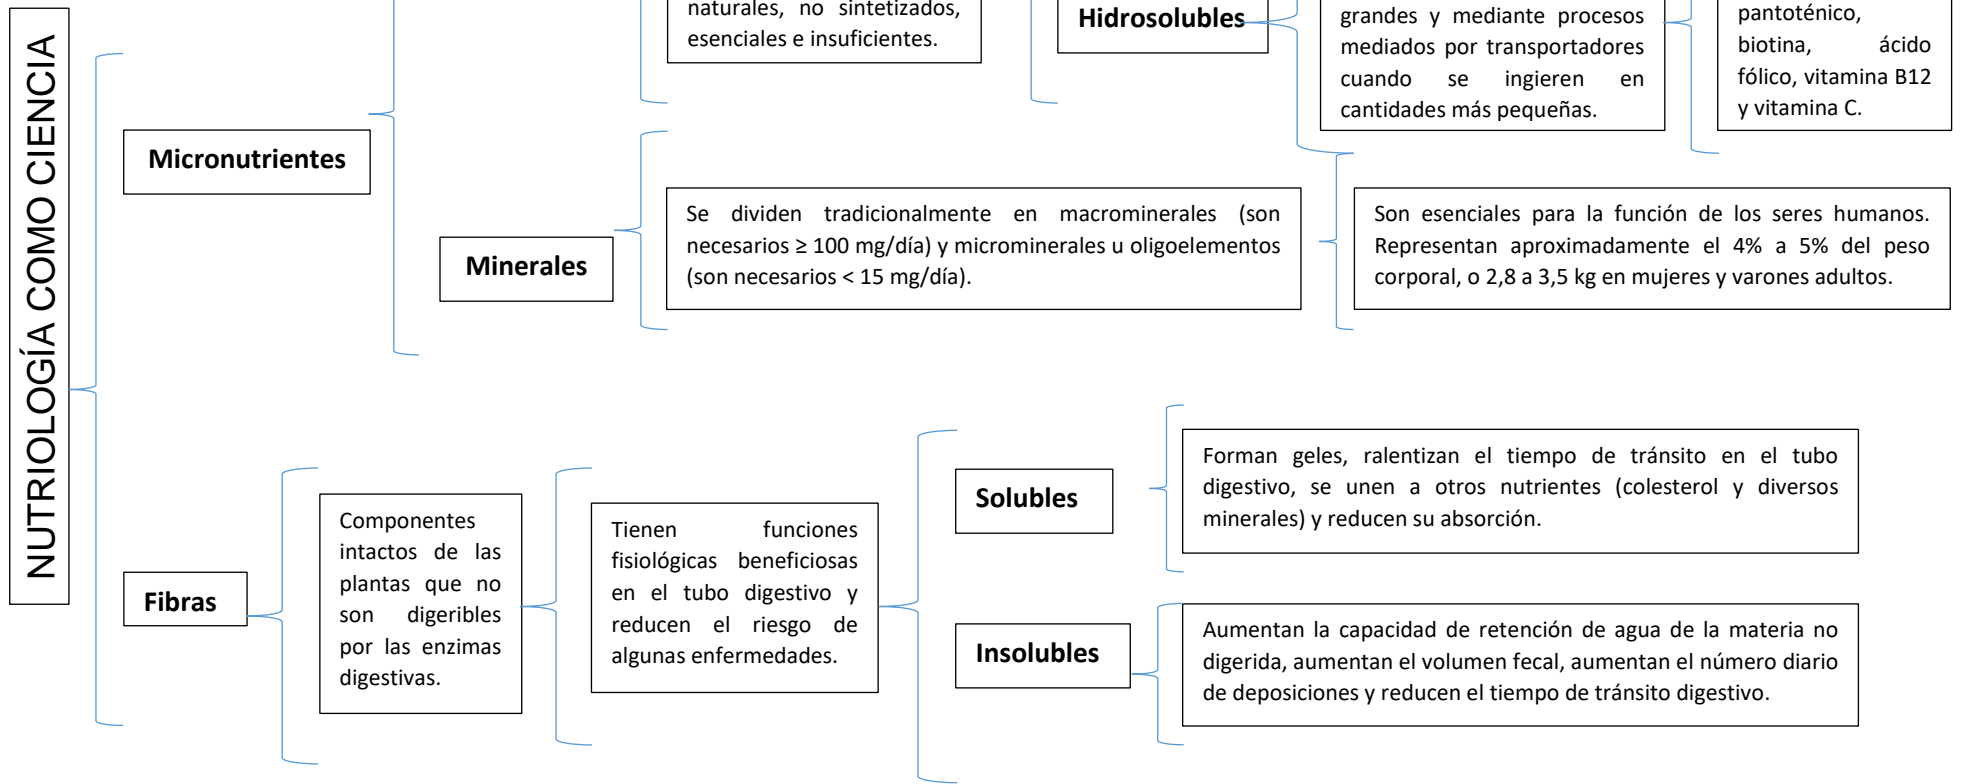 NUTRIOLOGÍA COMO CIENCIA
Micronutrientes
naturales, no sintetizados,
esenciales e insuficientes.
Hidrosolubles
grandes y mediante procesos
mediados por transportadores
cuando se ingieren en
cantidades más pequeñas.
pantoténico,
biotina, ácido
fólico, vitamina B12
y vitamina C.
Minerales
Se dividen tradicionalmente en macrominerales (son
necesarios ≥ 100 mg/día) y microminerales u oligoelementos
(son necesarios < 15 mg/día).
Son esenciales para la función de los seres humanos.
Representan aproximadamente el 4% a 5% del peso
corporal, o 2,8 a 3,5 kg en mujeres y varones adultos.
Fibras
Componentes
intactos de las
plantas que no
son digeribles
por las enzimas
digestivas.
Tienen funciones
fisiológicas beneficiosas
en el tubo digestivo y
reducen el riesgo de
algunas enfermedades.
Solubles
Forman geles, ralentizan el tiempo de tránsito en el tubo
digestivo, se unen a otros nutrientes (colesterol y diversos
minerales) y reducen su absorción.
Insolubles
Aumentan la capacidad de retención de agua de la materia no
digerida, aumentan el volumen fecal, aumentan el número diario
de deposiciones y reducen el tiempo de tránsito digestivo.